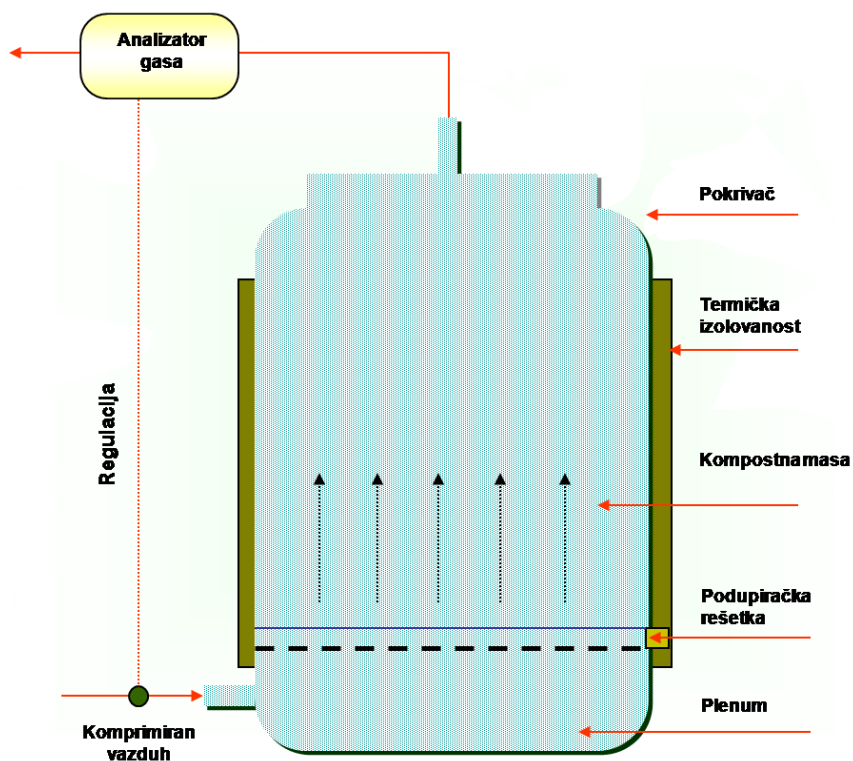 Analizator
gasa
Pokrivač
Termička
izolovanost
Regulacija
Kompostnamasa
Podupiračka
rešetka
Plenum
Komprimiran
vazduh